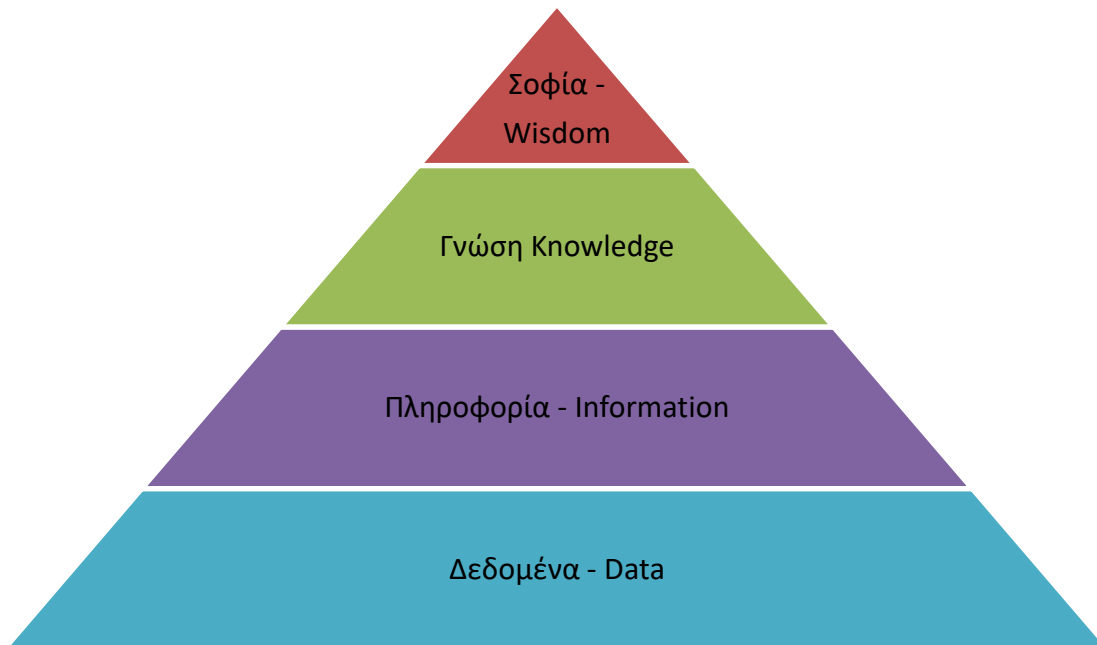 Σοφία -
Wisdom
Γνώση Knowledge
Πληροφορία - Information
Δεδομένα - Data